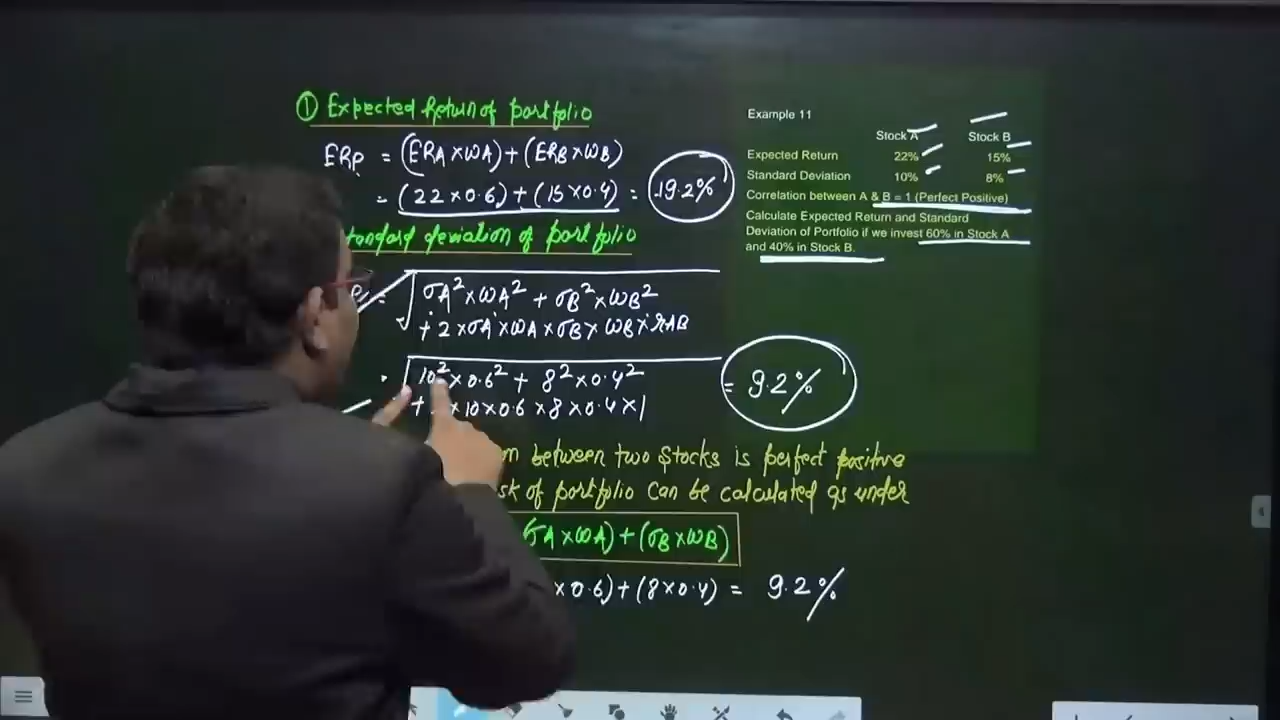 ① Expected Return of portfolio
ERP = (ERA × WA) + (ERB × WB)
= (22 × 0.6) + (15 × 0.4) = 19.2%
tandard deviation of portfolio
P = √ σA² × WA² + σB² × WB²
+ 2 × σA × WA × σB × WB × rAB
√ 10² × 0.6² + 8² × 0.4²
+ × 10 × 0.6 × 8 × 0.4 × 1
= 9.2%
n between two stocks is perfect positive
sk of portfolio can be calculated as under
σA × WA) + (σB × WB)
× 0.6) + (8 × 0.4) = 9.2%
Example 11
Stock A Stock B
Expected Return 22% 15%
Standard Deviation 10% 8%
Correlation between A & B = 1 (Perfect Positive)
Calculate Expected Return and Standard
Deviation of Portfolio if we invest 60% in Stock A
and 40% in Stock B.